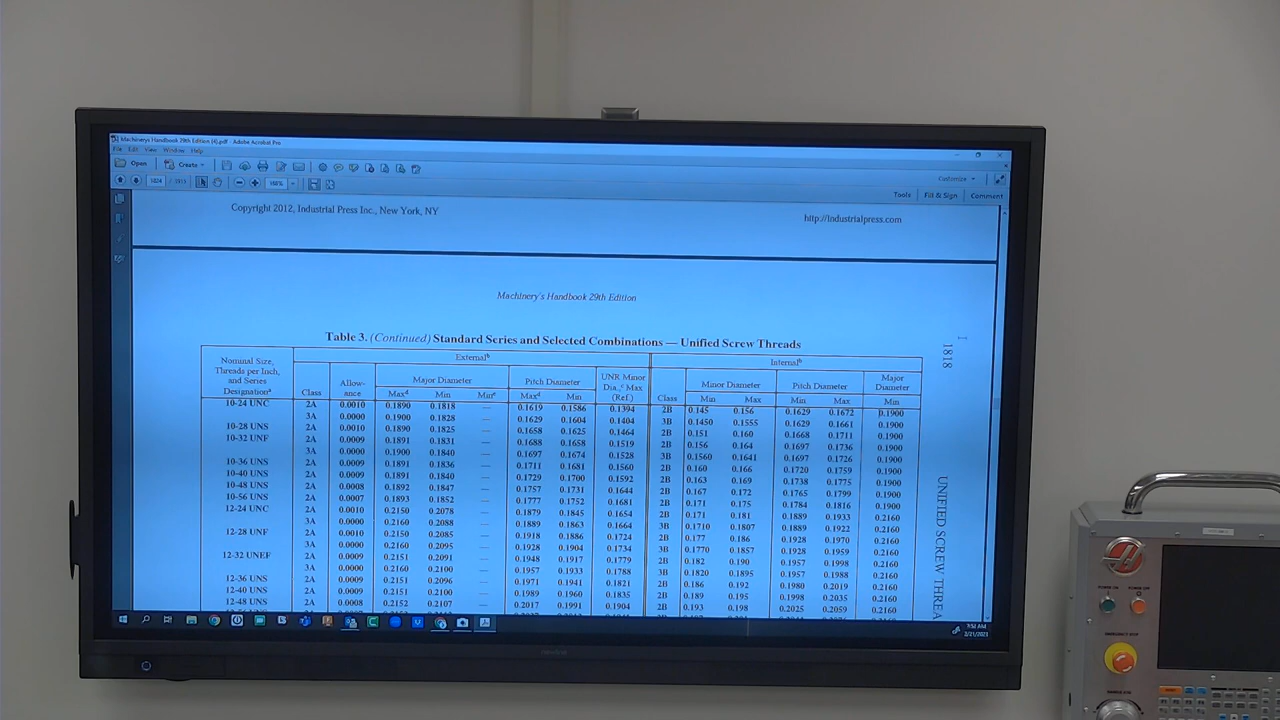 Machinerys Handbook 29th Edition (4).pdf - Adobe Acrobat Pro
File Edit View Window Help
Open Create Customize
1824 / 100%
Tools Fill & Sign Comment
Copyright 2012, Industrial Press Inc., New York, NY http://industrialpress.com
Machinery's Handbook 29th Edition
1818
Table 3. (Continued) Standard Series and Selected Combinations — Unified Screw Threads
Nominal Size, Threads per Inch, and Series Designationa
Externalb Internalb
Class Allowance Major Diameter Pitch Diameter UNR Minor Dia.,c Max (Ref.) Class Minor Diameter Pitch Diameter Major Diameter
Maxd Min Mine Maxd Min Min Max Min Max Min
10-24 UNC 2A 0.0010 0.1890 0.1818 — 0.1619 0.1586 0.1394 2B 0.145 0.156 0.1629 0.1672 0.1900
3A 0.0000 0.1900 0.1828 — 0.1629 0.1604 0.1404 3B 0.1450 0.1555 0.1629 0.1661 0.1900
10-28 UNS 2A 0.0010 0.1890 0.1825 — 0.1658 0.1625 0.1464 2B 0.151 0.160 0.1668 0.1711 0.1900
10-32 UNF 2A 0.0009 0.1891 0.1831 — 0.1688 0.1658 0.1519 2B 0.156 0.164 0.1697 0.1736 0.1900
3A 0.0000 0.1900 0.1840 — 0.1697 0.1674 0.1528 3B 0.1560 0.1641 0.1697 0.1726 0.1900
10-36 UNS 2A 0.0009 0.1891 0.1836 — 0.1711 0.1681 0.1560 2B 0.160 0.166 0.1720 0.1759 0.1900
10-40 UNS 2A 0.0009 0.1891 0.1840 — 0.1729 0.1700 0.1592 2B 0.163 0.169 0.1738 0.1775 0.1900
10-48 UNS 2A 0.0008 0.1892 0.1847 — 0.1757 0.1731 0.1644 2B 0.167 0.172 0.1765 0.1799 0.1900
10-56 UNS 2A 0.0007 0.1893 0.1852 — 0.1777 0.1752 0.1681 2B 0.171 0.175 0.1784 0.1816 0.1900
12-24 UNC 2A 0.0010 0.2150 0.2078 — 0.1879 0.1845 0.1654 2B 0.171 0.181 0.1889 0.1933 0.2160
3A 0.0000 0.2160 0.2088 — 0.1889 0.1863 0.1664 3B 0.1710 0.1807 0.1889 0.1922 0.2160
12-28 UNF 2A 0.0010 0.2150 0.2085 — 0.1918 0.1886 0.1724 2B 0.177 0.186 0.1928 0.1970 0.2160
3A 0.0000 0.2160 0.2095 — 0.1928 0.1904 0.1734 3B 0.1770 0.1857 0.1928 0.1959 0.2160
12-32 UNEF 2A 0.0009 0.2151 0.2091 — 0.1948 0.1917 0.1779 2B 0.182 0.190 0.1957 0.1998 0.2160
3A 0.0000 0.2160 0.2100 — 0.1957 0.1933 0.1788 3B 0.1820 0.1895 0.1957 0.1988 0.2160
12-36 UNS 2A 0.0009 0.2151 0.2096 — 0.1971 0.1941 0.1821 2B 0.186 0.192 0.1980 0.2019 0.2160
12-40 UNS 2A 0.0009 0.2151 0.2100 — 0.1989 0.1960 0.1835 2B 0.189 0.195 0.1998 0.2035 0.2160
12-48 UNS 2A 0.0008 0.2152 0.2107 — 0.2017 0.1991 0.1904 2B 0.193 0.198 0.2025 0.2059 0.2160
UNIFIED SCREW THREA
7:52 AM
2/21/2023
newline
POWER ON POWER OFF
EMERGENCY STOP